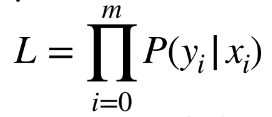 L = ∏_{i=0}^{m} P(y_i|x_i)